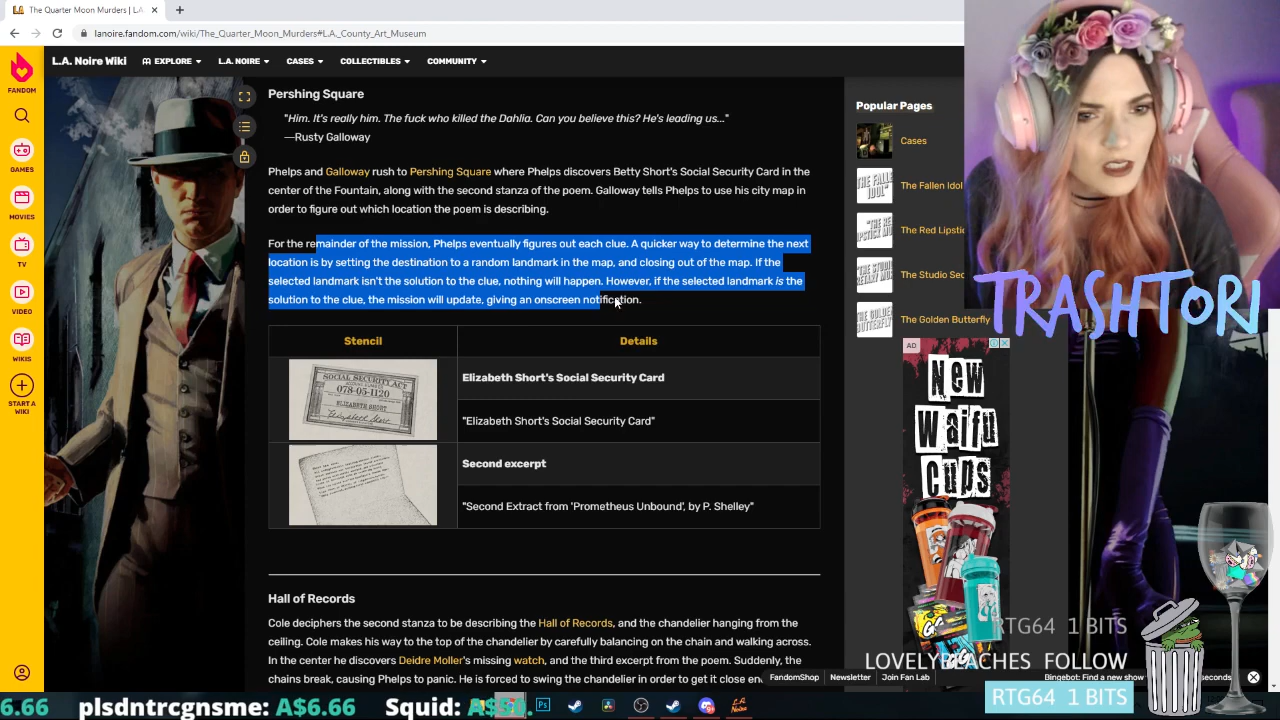 The Quarter Moon Murders | L.A.
lanoire.fandom.com/wiki/The_Quarter_Moon_Murders#L.A._County_Art_Museum
FANDOM
GAMES
MOVIES
TV
VIDEO
WIKIS
START A
WIKI
L.A. Noire Wiki
EXPLORE
L.A. NOIRE
CASES
COLLECTIBLES
COMMUNITY
Pershing Square
"Him. It's really him. The fuck who killed the Dahlia. Can you believe this? He's leading us..."
—Rusty Galloway
Phelps and Galloway rush to Pershing Square where Phelps discovers Betty Short's Social Security Card in the
center of the Fountain, along with the second stanza of the poem. Galloway tells Phelps to use his city map in
order to figure out which location the poem is describing.
For the remainder of the mission, Phelps eventually figures out each clue. A quicker way to determine the next
location is by setting the destination to a random landmark in the map, and closing out of the map. If the
selected landmark isn't the solution to the clue, nothing will happen. However, if the selected landmark is the
solution to the clue, the mission will update, giving an onscreen notification.
Stencil
Details
SOCIAL SECURITY ACT
078-05-1120
ELIZABETH SHORT
Elizabeth Short's Social Security Card
"Elizabeth Short's Social Security Card"
Second excerpt
"Second Extract from 'Prometheus Unbound', by P. Shelley"
Hall of Records
Cole deciphers the second stanza to be describing the Hall of Records, and the chandelier hanging from the
ceiling. Cole makes his way to the top of the chandelier by carefully balancing on the chain and walking across.
In the center he discovers Deidre Moller's missing watch, and the third excerpt from the poem. Suddenly, the
chains break, causing Phelps to panic. He is forced to swing the chandelier in order to get it close
Popular Pages
Cases
The Fallen Idol
The Red Lipsti
The Studio Sec
The Golden Butterfly
AD
New
Waifu
Cups
TRASHTORI
RTG64 1 BITS
LOVELYBEACHES FOLLOW
RTG64 1 BITS
FandomShop
Newsletter
Join Fan Lab
Bingebot: Find a new show
seconds
6.66 plsdntrcgnsme: A$6.66 Squid: